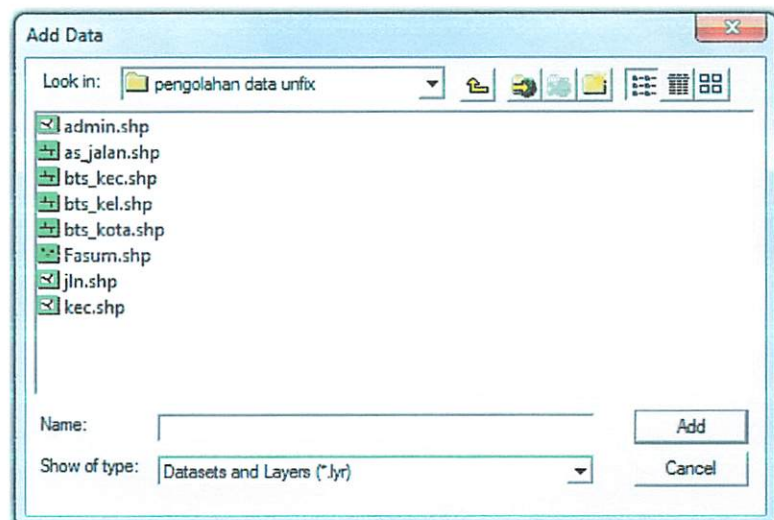 Add Data
Look in: pengolahan data unfix
admin.shp
as_jalan.shp
bts_kec.shp
bts_kel.shp
bts_kota.shp
Fasum.shp
jln.shp
kec.shp
Name: Add
Show of type: Datasets and Layers (*.lyr) Cancel